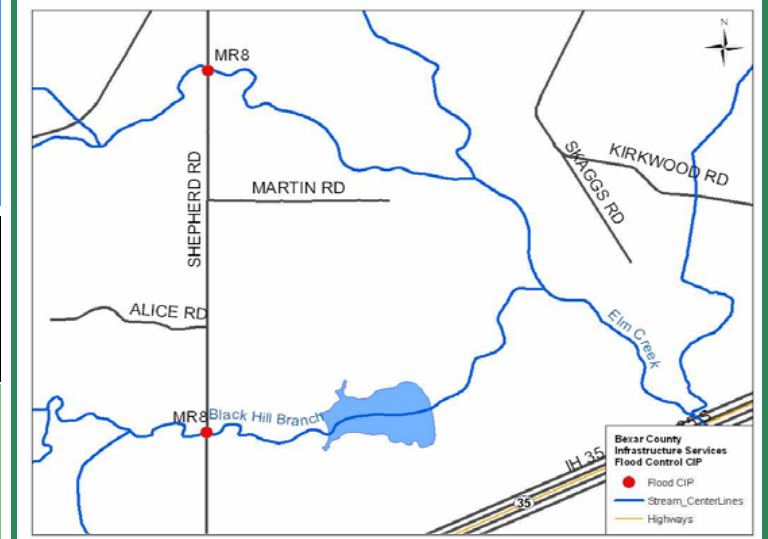 N
MR8
KIRKWOOD RD
SKAGGS RD
SHEPHERD RD
MARTIN RD
ALICE RD
Elm Creek
MR8
Black Hill Branch
IH 35
35
Bexar County
Infrastructure Services
Flood Control CIP
Flood CIP
Stream_CenterLines
Highways